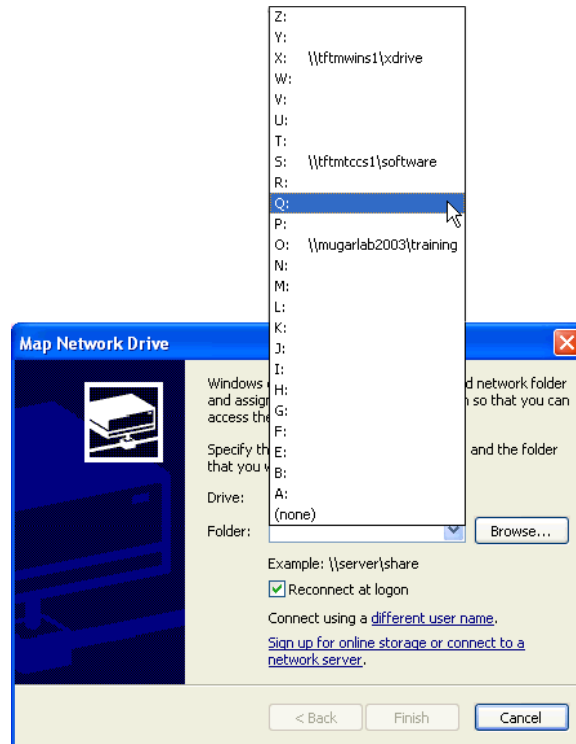 Z:
Y:
X: \\tftmwins1\xdrive
W:
V:
U:
T:
S: \\tftmtccs1\software
R:
Q:
P:
O: \\mugarlab2003\training
N:
M:
L:
K:
J:
I:
H:
G:
F:
E:
B:
A:
(none)
Map Network Drive
Windows d network folder
and assig n so that you can
access the
Specify th and the folder
that you
Drive:
Folder: Browse...
Example: \\server\share
Reconnect at logon
Connect using a different user name.
Sign up for online storage or connect to a
network server.
< Back Finish Cancel